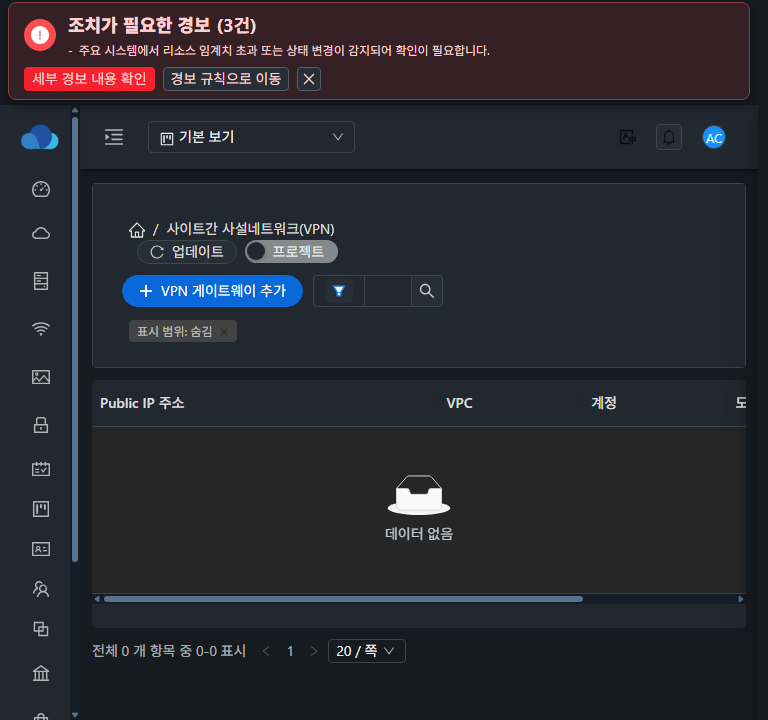 조치가 필요한 경보 (3건)
- 주요 시스템에서 리소스 임계치 초과 또는 상태 변경이 감지되어 확인이 필요합니다.
세부 경보 내용 확인 경보 규칙으로 이동
기본 보기
AC
/ 사이트간 사설네트워크(VPN)
업데이트 프로젝트
VPN 게이트웨이 추가
표시 범위: 숨김
Public IP 주소 VPC 계정 도
데이터 없음
전체 0 개 항목 중 0-0 표시 1 20 / 쪽